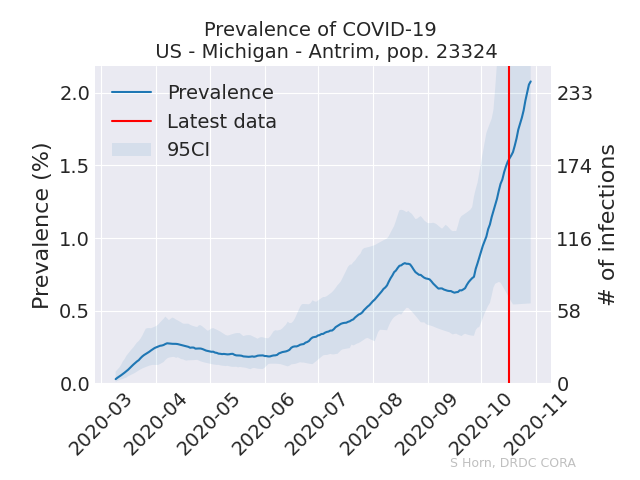 Prevalence of COVID-19
US - Michigan - Antrim, pop. 23324
Prevalence
Latest data
95CI
Prevalence (%)
2.0
1.5
1.0
0.5
0.0
233
174
116
58
0
# of infections
2020-03
2020-04
2020-05
2020-06
2020-07
2020-08
2020-09
2020-10
2020-11
S Horn, DRDC CORA